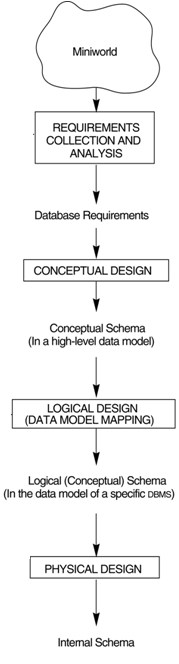 Miniworld
REQUIREMENTS
COLLECTION AND
ANALYSIS
Database Requirements
CONCEPTUAL DESIGN
Conceptual Schema
(In a high-level data model)
LOGICAL DESIGN
(DATA MODEL MAPPING)
Logical (Conceptual) Schema
(In the data model of a specific DBMS)
PHYSICAL DESIGN
Internal Schema